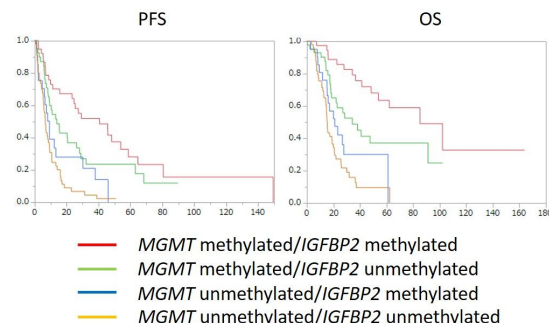 PFS
OS
1.0
0.8
0.6
0.4
0.2
0.0
0 20 40 60 80 100 120 140
1.0
0.8
0.6
0.4
0.2
0.0
0 20 40 60 80 100 120 140 160 180
MGMT methylated/IGFBP2 methylated
MGMT methylated/IGFBP2 unmethylated
MGMT unmethylated/IGFBP2 methylated
MGMT unmethylated/IGFBP2 unmethylated